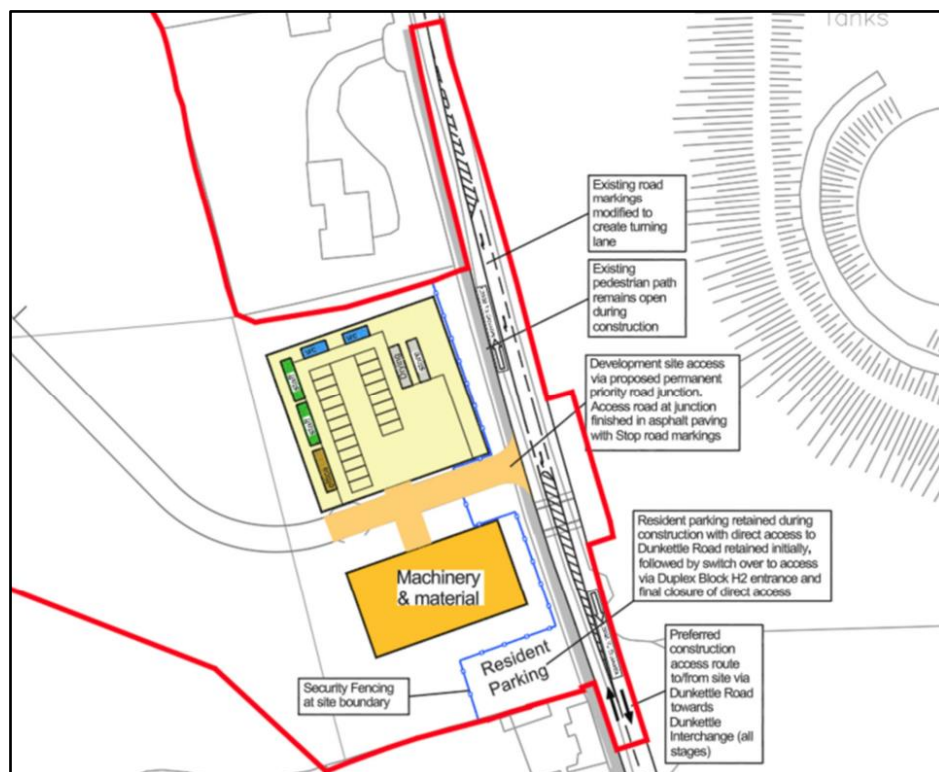 Tanks
Existing road
markings
modified to
create turning
lane
Existing
pedestrian path
remains open
during
construction
Development site access
via proposed permanent
priority road junction.
Access road at junction
finished in asphalt paving
with Stop road markings
Resident parking retained during
construction with direct access to
Dunkettle Road retained initially,
followed by switch over to access
via Duplex Block H2 entrance and
final closure of direct access
Machinery
& material
Resident
Parking
Security Fencing
at site boundary
Preferred
construction
access route
to/from site via
Dunkettle Road
towards
Dunkettle
Interchange (all
stages)